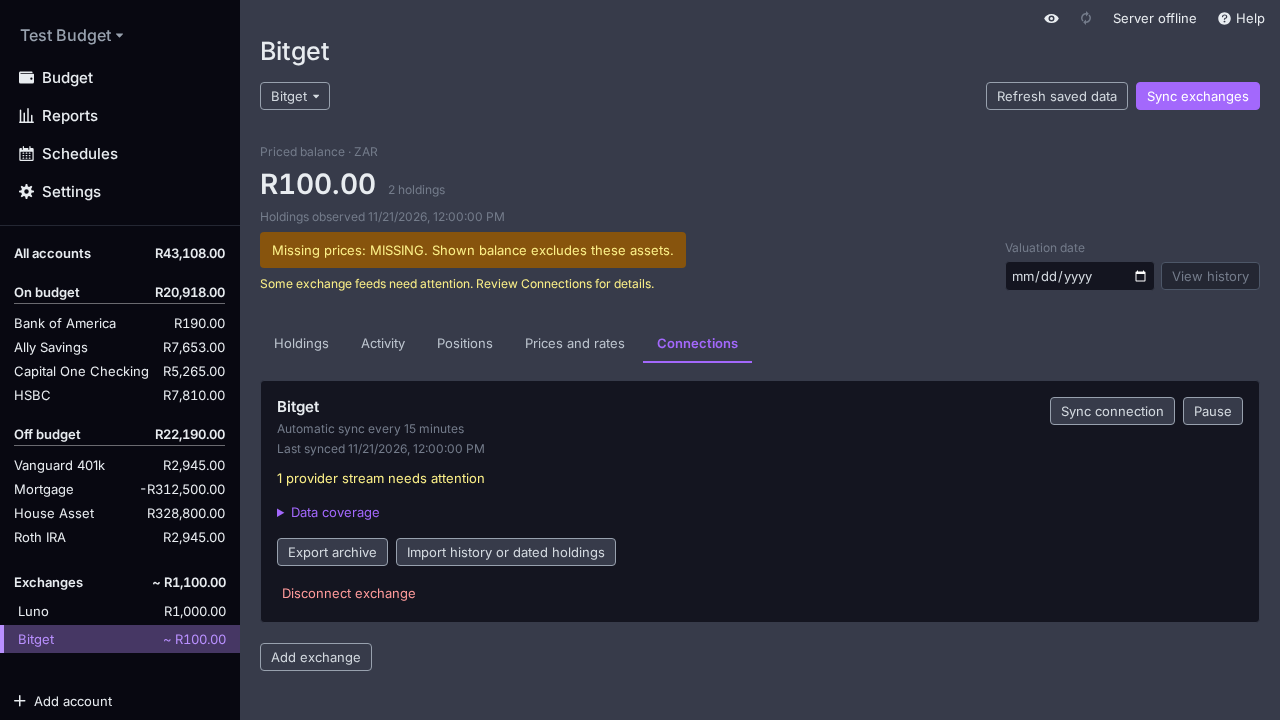 Test Budget
Budget
Reports
Schedules
Settings
All accounts R43,108.00
On budget R20,918.00
Bank of America R190.00
Ally Savings R7,653.00
Capital One Checking R5,265.00
HSBC R7,810.00
Off budget R22,190.00
Vanguard 401k R2,945.00
Mortgage -R312,500.00
House Asset R328,800.00
Roth IRA R2,945.00
Exchanges ~ R1,100.00
Luno R1,000.00
Bitget ~ R100.00
Add account
Server offline Help
Bitget
Bitget Refresh saved data Sync exchanges
Priced balance · ZAR
R100.00 2 holdings
Holdings observed 11/21/2026, 12:00:00 PM
Missing prices: MISSING. Shown balance excludes these assets.
Some exchange feeds need attention. Review Connections for details.
Valuation date
mm/dd/yyyy View history
Holdings Activity Positions Prices and rates Connections
Bitget Sync connection Pause
Automatic sync every 15 minutes
Last synced 11/21/2026, 12:00:00 PM
1 provider stream needs attention
Data coverage
Export archive Import history or dated holdings
Disconnect exchange
Add exchange